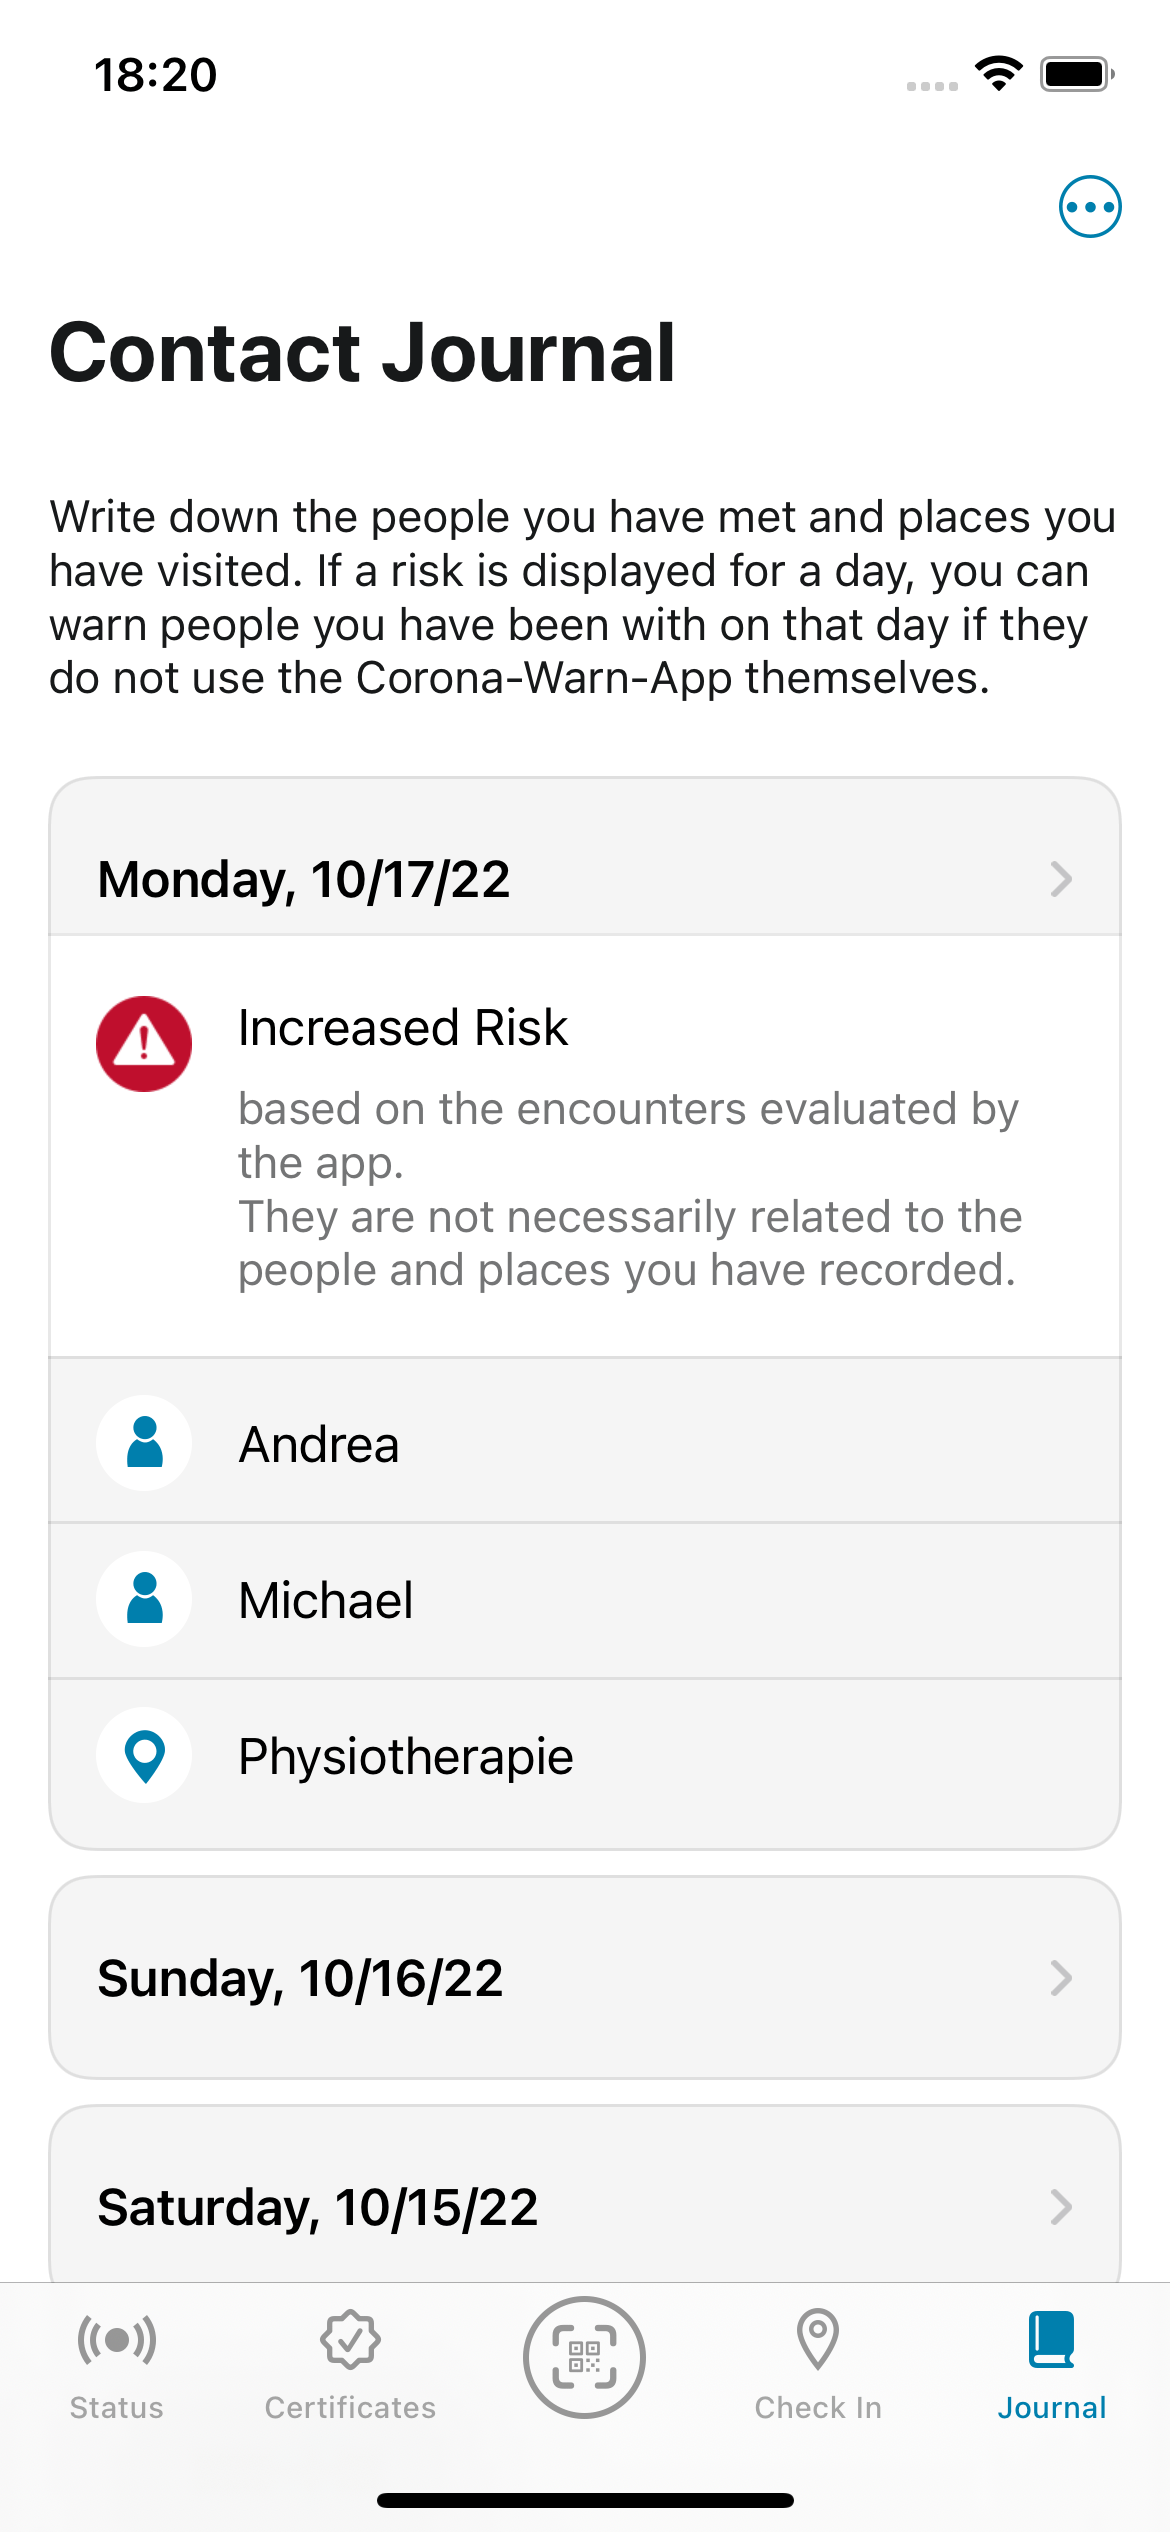 18:20
Contact Journal
Write down the people you have met and places you
have visited. If a risk is displayed for a day, you can
warn people you have been with on that day if they
do not use the Corona-Warn-App themselves.
Monday, 10/17/22
Increased Risk
based on the encounters evaluated by
the app.
They are not necessarily related to the
people and places you have recorded.
Andrea
Michael
Physiotherapie
Sunday, 10/16/22
Saturday, 10/15/22
Status
Certificates
Check In
Journal